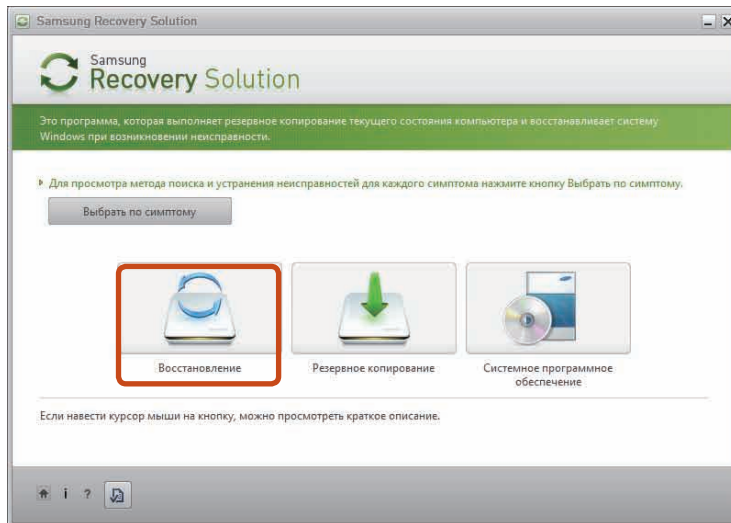 Samsung Recovery Solution
Samsung
Recovery Solution
Это программа, которая выполняет резервное копирование текущего состояния компьютера и восстанавливает систему
Windows при возникновении неисправности.
Для просмотра метода поиска и устранения неисправностей для каждого симптома нажмите кнопку Выбрать по симптому.
Выбрать по симптому
Восстановление
Резервное копирование
Системное программное
обеспечение
Если навести курсор мыши на кнопку, можно просмотреть краткое описание.
i ?